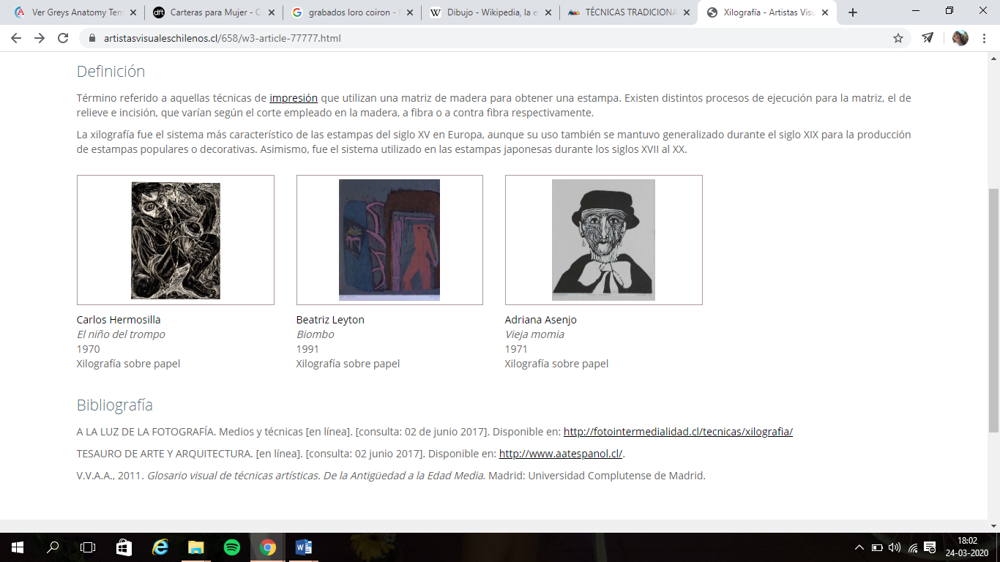 Ver Greys Anatomy Tem
Carteras para Mujer - C
grabados loro coiron -
Dibujo - Wikipedia, la e
TÉCNICAS TRADICIONA
Xilografía - Artistas Visu
artistasvisualeschilenos.cl/658/w3-article-77777.html
Definición
Término referido a aquellas técnicas de impresión que utilizan una matriz de madera para obtener una estampa. Existen distintos procesos de ejecución para la matriz, el de
relieve e incisión, que varían según el corte empleado en la madera, a fibra o a contra fibra respectivamente.
La xilografía fue el sistema más característico de las estampas del siglo XV en Europa, aunque su uso también se mantuvo generalizado durante el siglo XIX para la producción
de estampas populares o decorativas. Asimismo, fue el sistema utilizado en las estampas japonesas durante los siglos XVII al XX.
Carlos Hermosilla
El niño del trompo
1970
Xilografía sobre papel
Beatriz Leyton
Biombo
1991
Xilografía sobre papel
Adriana Asenjo
Vieja momia
1971
Xilografía sobre papel
Bibliografía
A LA LUZ DE LA FOTOGRAFÍA. Medios y técnicas [en línea]. [consulta: 02 de junio 2017]. Disponible en: http://fotointermedialidad.cl/tecnicas/xilografia/
TESAURO DE ARTE Y ARQUITECTURA. [en línea]. [consulta: 02 junio 2017]. Disponible en: http://www.aatespanol.cl/.
V.V.A.A., 2011. Glosario visual de técnicas artísticas. De la Antigüedad a la Edad Media. Madrid: Universidad Complutense de Madrid.
18:02
24-03-2020